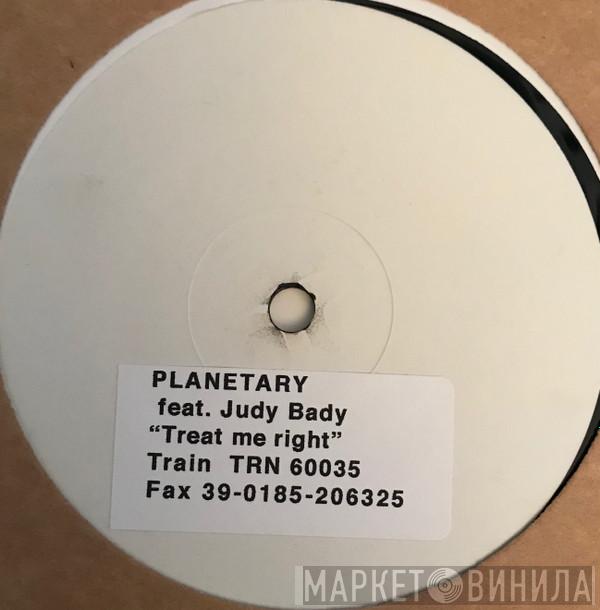 PLANETARY
feat. Judy Bady
“Treat me right”
Train TRN 60035
Fax 39-0185-206325
МАРКЕТ ВИНИЛА